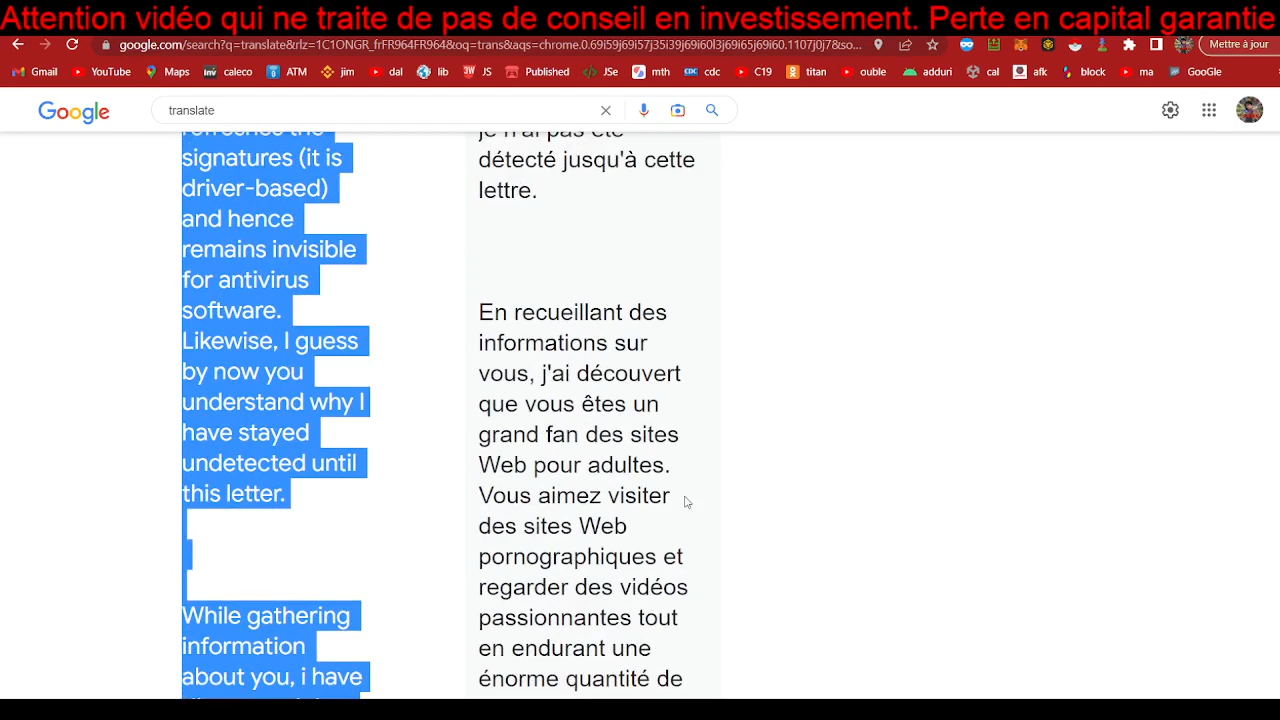 Attention vidéo qui ne traite de pas de conseil en investissement. Perte en capital garantie
google.com/search?q=translate&rlz=1C1ONGR_frFR964FR964&oq=trans&aqs=chrome.0.69i59j69i57j35i39j69i60l3j69i65j69i60.1107j0j7&so...
Mettre à jour
Gmail YouTube Maps caleco ATM jim dal lib JS Published JSe mth cdc C19 titan ouble adduri cal afk block ma GooGle
Google translate
refreshes the
signatures (it is
driver-based)
and hence
remains invisible
for antivirus
software.
Likewise, I guess
by now you
understand why I
have stayed
undetected until
this letter.
While gathering
information
about you, i have
je n'ai pas été
détecté jusqu'à cette
lettre.
En recueillant des
informations sur
vous, j'ai découvert
que vous êtes un
grand fan des sites
Web pour adultes.
Vous aimez visiter
des sites Web
pornographiques et
regarder des vidéos
passionnantes tout
en endurant une
énorme quantité de